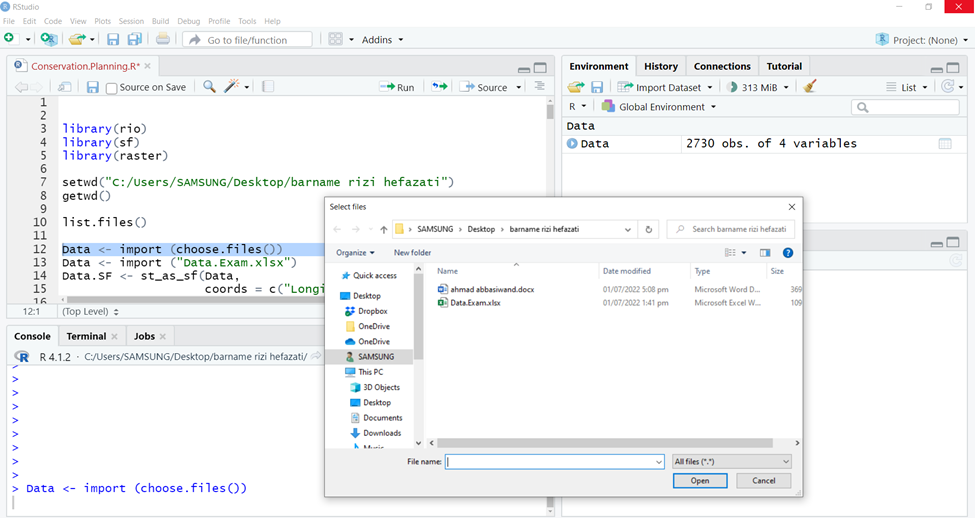 RStudio
File Edit Code View Plots Session Build Debug Profile Tools Help
Go to file/function
Addins
Project: (None)
Conservation.Planning.R*
Source on Save
Run
Source
1
2
3 library(rio)
4 library(sf)
5 library(raster)
6
7 setwd("C:/Users/SAMSUNG/Desktop/barname rizi hefazati")
8 getwd()
9
10 list.files()
11
12 Data <- import (choose.files())
13 Data <- import ("Data.Exam.xlsx")
14 Data.SF <- st_as_sf(Data,
15 coords = c("Longi
16
12:1 (Top Level)
Console Terminal Jobs
R 4.1.2 · C:/Users/SAMSUNG/Desktop/barname rizi hefazati/
>
>
>
>
>
>
>
>
>
> Data <- import (choose.files())
Environment History Connections Tutorial
Import Dataset 313 MiB List
R Global Environment
Data
Data 2730 obs. of 4 variables
Select files
SAMSUNG › Desktop › barname rizi hefazati
Search barname rizi hefazati
Organize New folder
Name Date modified Type Size
ahmad abbasiwand.docx 01/07/2022 5:08 pm Microsoft Word D... 369
Data.Exam.xlsx 01/07/2022 1:41 pm Microsoft Excel W... 109
Quick access
Desktop
Dropbox
OneDrive
OneDrive
SAMSUNG
This PC
3D Objects
Desktop
Documents
Downloads
Music
File name:
All files (*.*)
Open Cancel